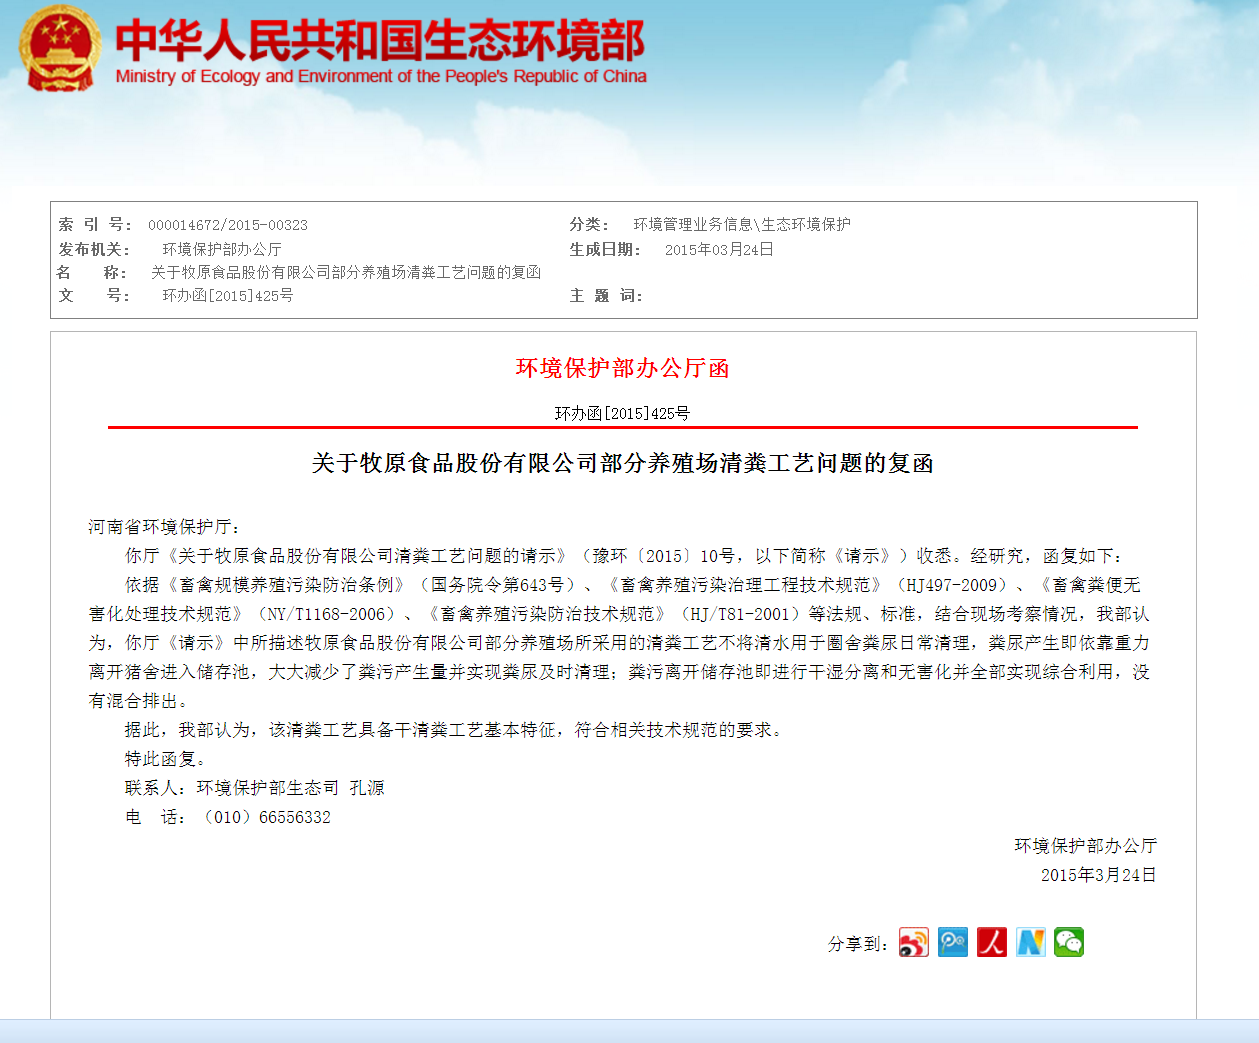 中华人民共和国生态环境部
Ministry of Ecology and Environment of the People's Republic of China
索 引 号： 000014672/2015-00323 分类： 环境管理业务信息\生态环境保护
发布机关： 环境保护部办公厅 生成日期： 2015年03月24日
名 称： 关于牧原食品股份有限公司部分养殖场清粪工艺问题的复函
文 号： 环办函[2015]425号 主 题 词：
环境保护部办公厅函
环办函[2015]425号
关于牧原食品股份有限公司部分养殖场清粪工艺问题的复函
河南省环境保护厅：
你厅《关于牧原食品股份有限公司清粪工艺问题的请示》（豫环〔2015〕10号，以下简称《请示》）收悉。经研究，函复如下：
依据《畜禽规模养殖污染防治条例》（国务院令第643号）、《畜禽养殖污染治理工程技术规范》（HJ497-2009）、《畜禽粪便无
害化处理技术规范》（NY/T1168-2006）、《畜禽养殖污染防治技术规范》（HJ/T81-2001）等法规、标准，结合现场考察情况，我部认
为，你厅《请示》中所描述牧原食品股份有限公司部分养殖场所采用的清粪工艺不将清水用于圈舍粪尿日常清理，粪尿产生即依靠重力
离开猪舍进入储存池，大大减少了粪污产生量并实现粪尿及时清理；粪污离开储存池即进行干湿分离和无害化并全部实现综合利用，没
有混合排出。
据此，我部认为，该清粪工艺具备干清粪工艺基本特征，符合相关技术规范的要求。
特此函复。
联系人：环境保护部生态司 孔源
电 话：（010）66556332
环境保护部办公厅
2015年3月24日
分享到：